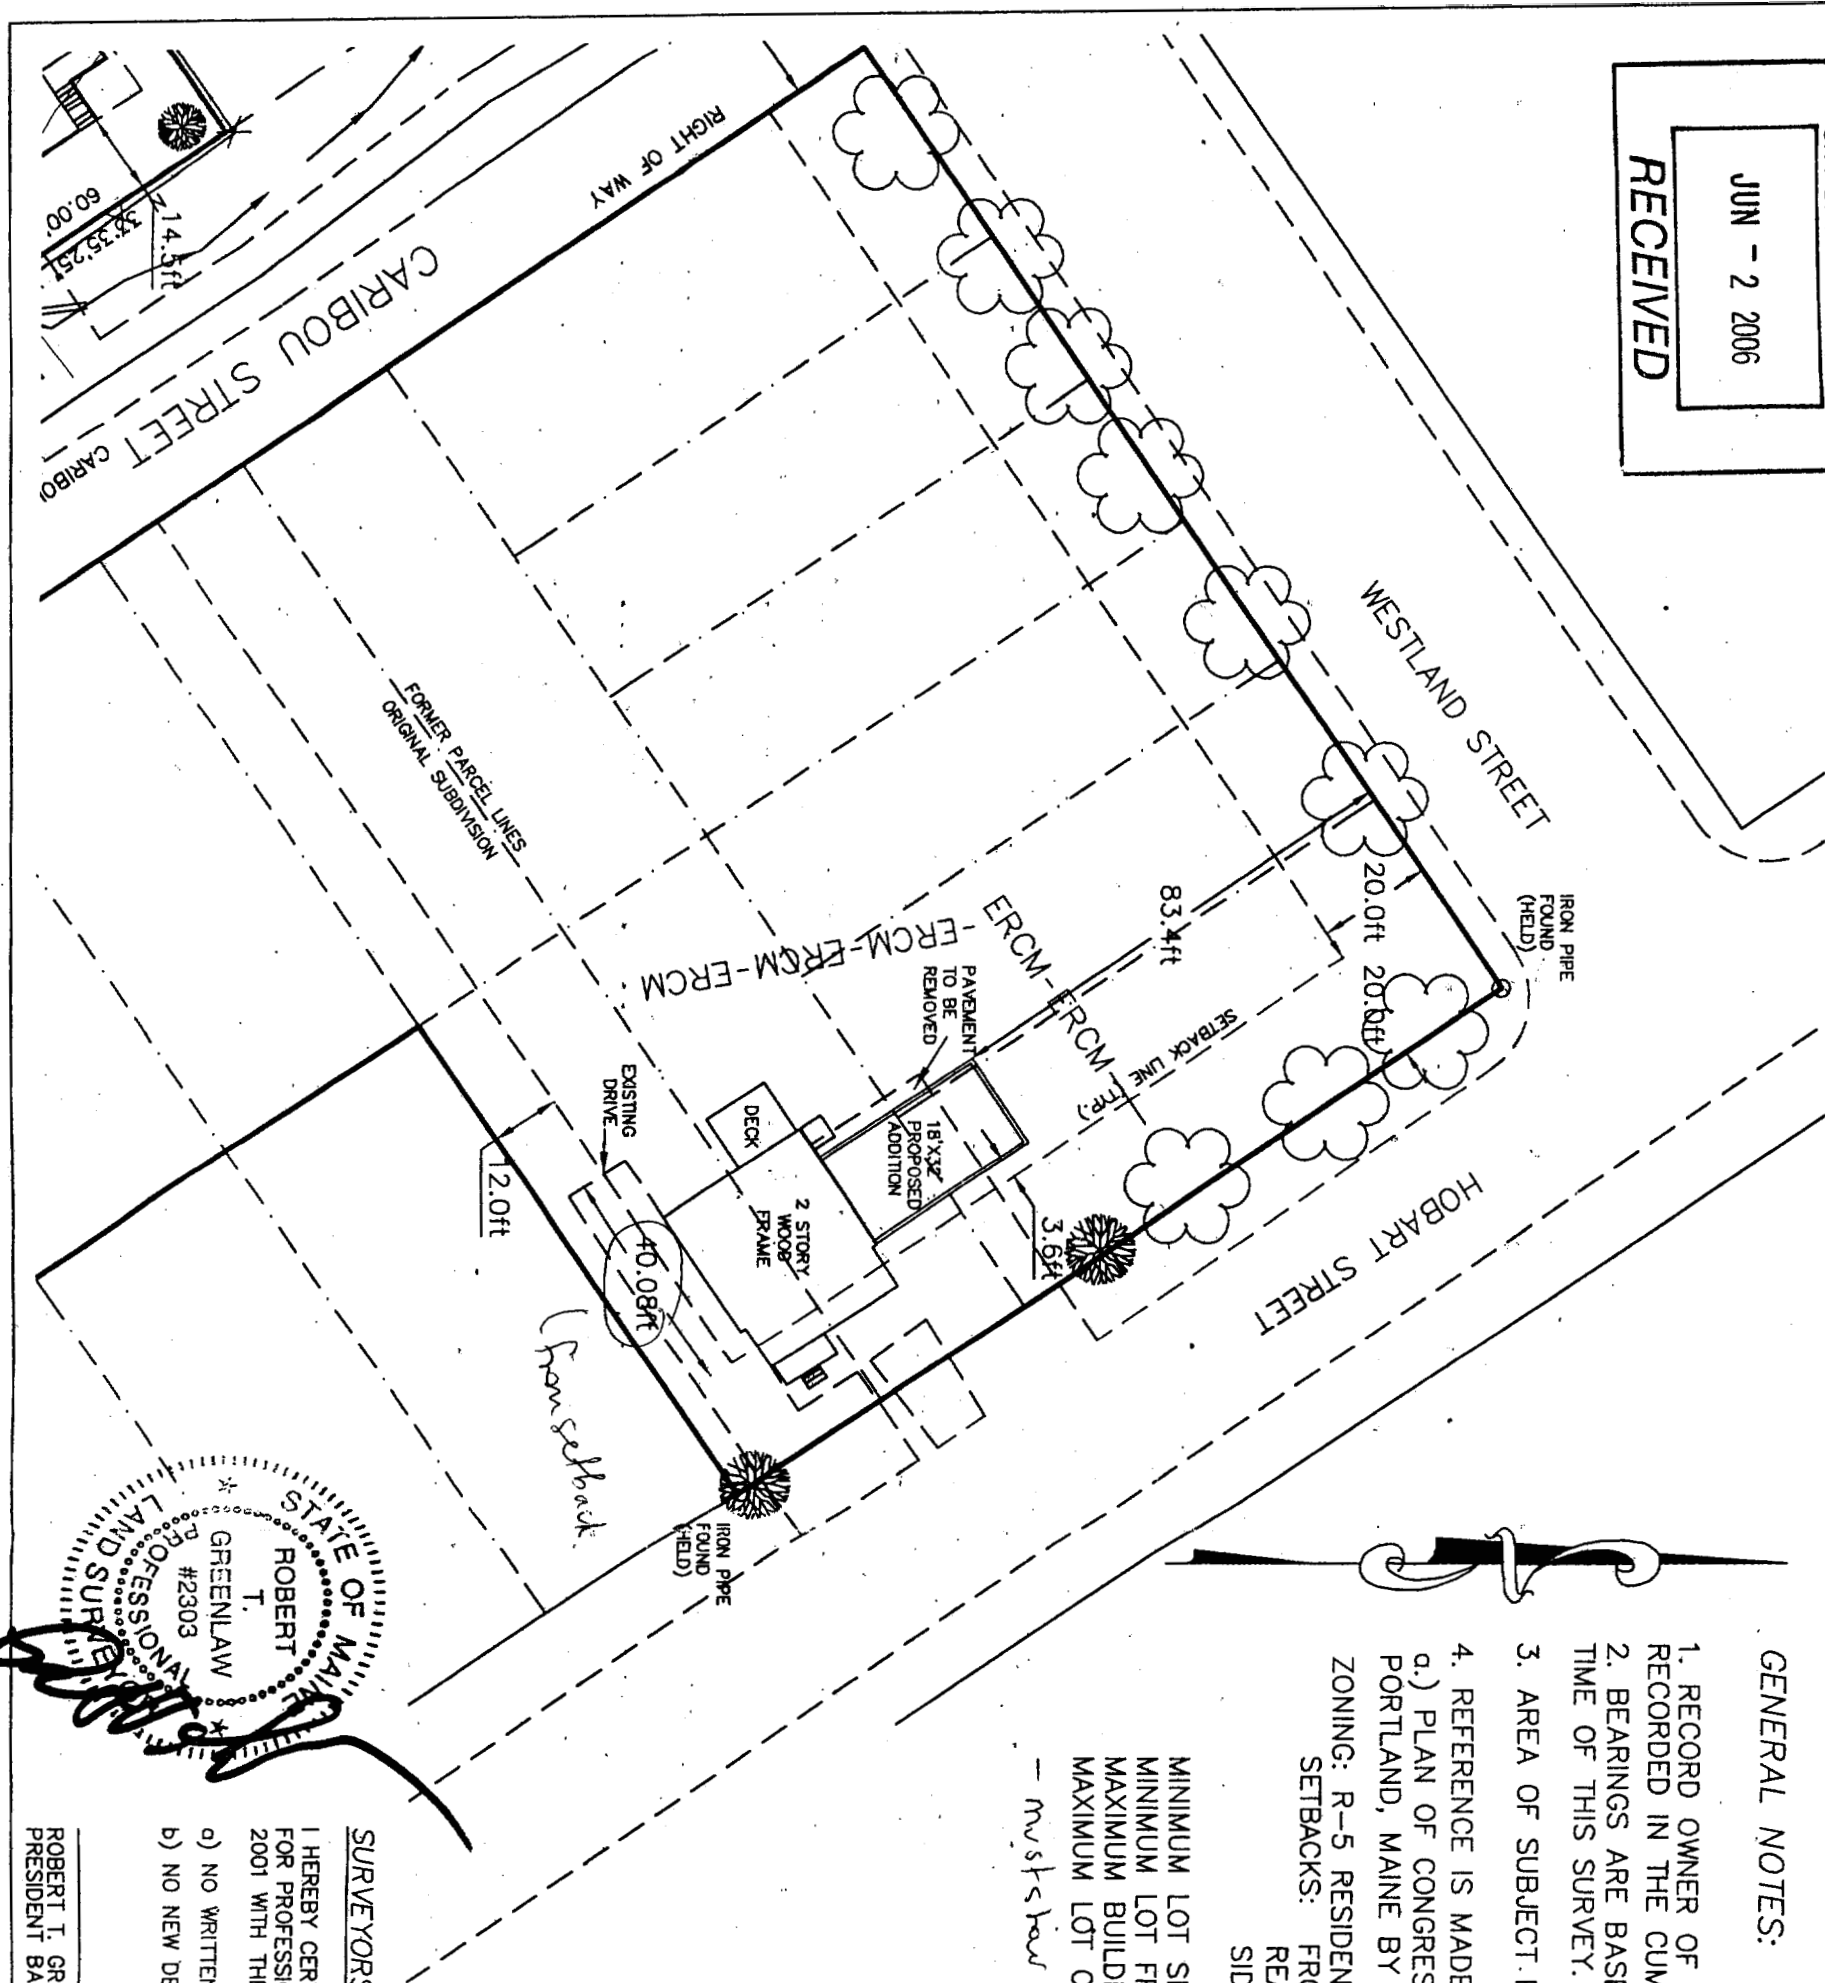 JUN - 2 2006
RECEIVED
RIGHT OF WAY
CARIBOU STREET
14.5ft
60.00'
WESTLAND STREET
FORMER PARCEL LINES
ORIGINAL SUBDIVISION
IRON PIPE
FOUND
(HELD)
20.0ft
20.0ft
83.4ft
ERCM-ERCM-
-ERCM-ERCM-ERCM
PAVEMENT
TO BE
REMOVED
SETBACK LINE (TYP.)
18'X32'
PROPOSED
ADDITION
DECK
EXISTING
DRIVE
2 STORY
WOOD
FRAME
3.6ft
12.0ft
40.08ft
HOBART STREET
IRON PIPE
FOUND
(HELD)
STATE OF MAINE
ROBERT
T.
GREENLAW
#2303
PROFESSIONAL
LAND SURVEYOR
GENERAL NOTES:
1. RECORD OWNER OF
RECORDED IN THE CUM
2. BEARINGS ARE BASE
TIME OF THIS SURVEY.
3. AREA OF SUBJECT
4. REFERENCE IS MADE
a.) PLAN OF CONGRES
PORTLAND, MAINE BY
ZONING: R-5 RESIDEN
SETBACKS: FRO
REA
SID
MINIMUM LOT SI
MINIMUM LOT FR
MAXIMUM BUILD
MAXIMUM LOT C
SURVEYORS
I HEREBY CER
FOR PROFESSI
2001 WITH TH
a) NO WRITTEN
b) NO NEW DE
ROBERT T. GR
PRESIDENT BA